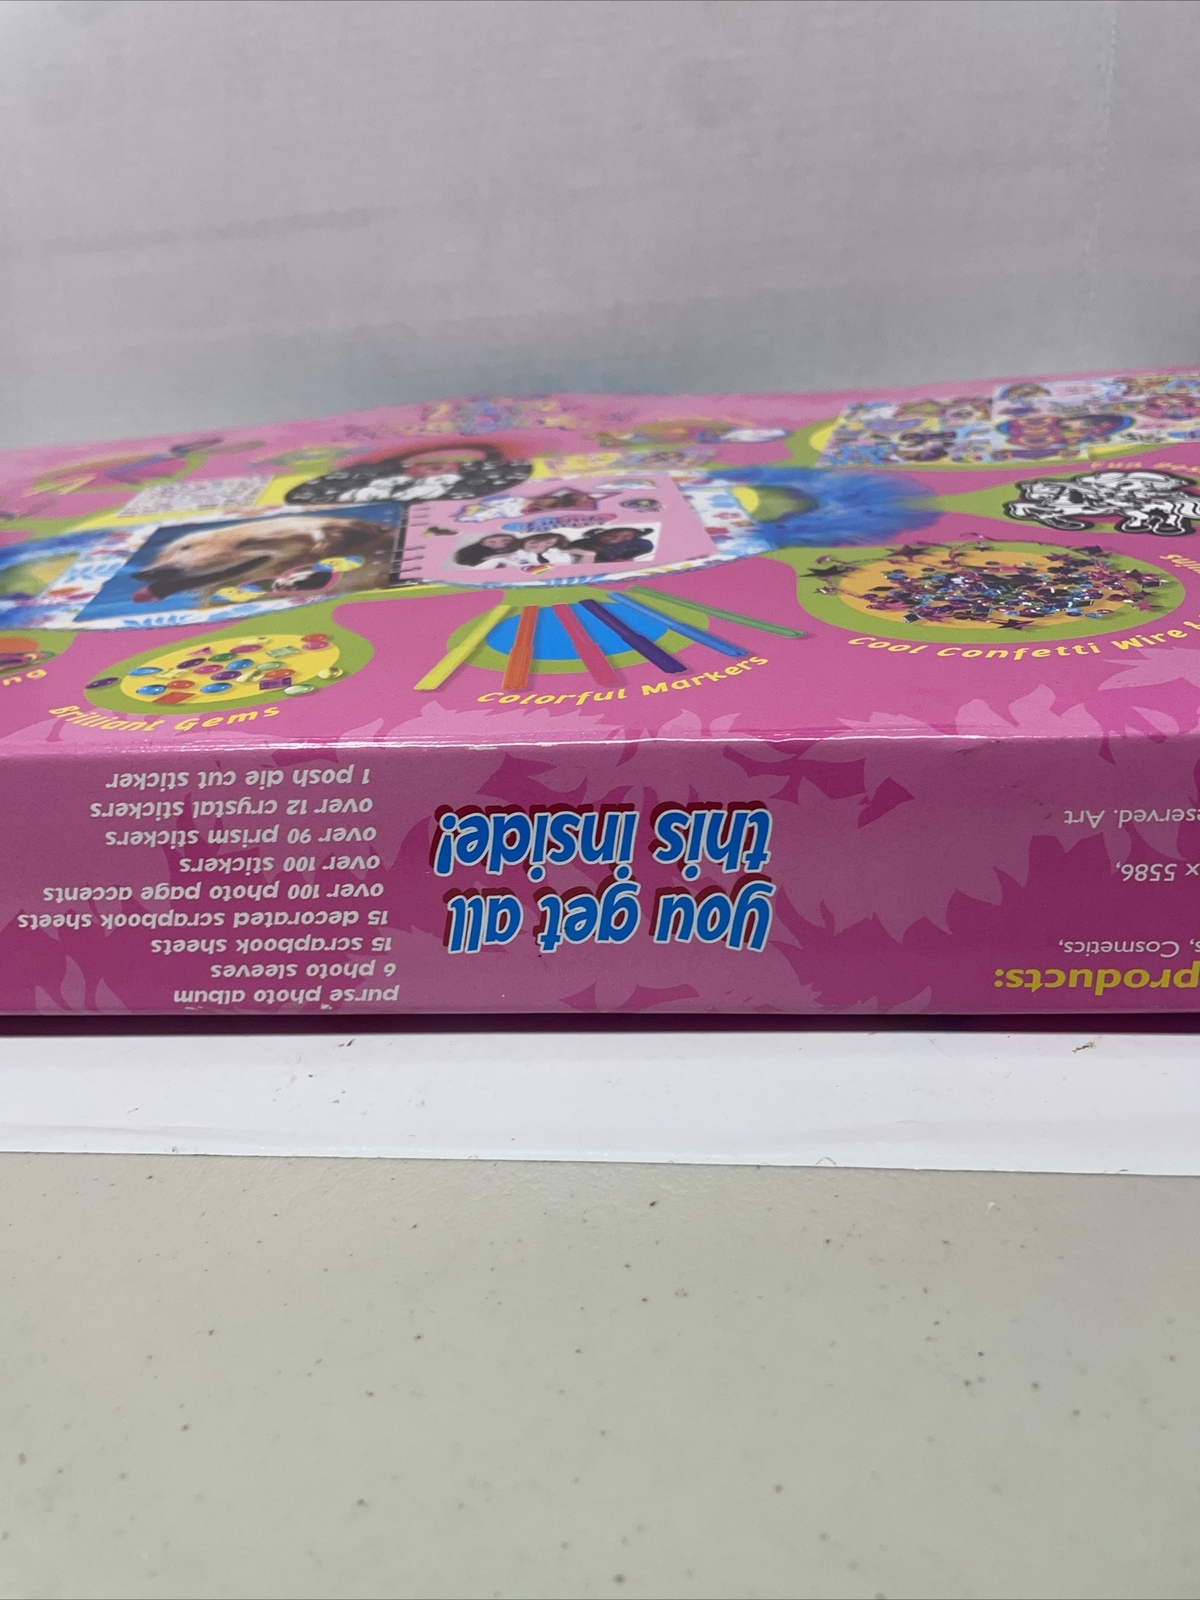 Brilliant Gems
Colorful Markers
Cool Confetti Wire
you get all
this inside!
purse photo album
6 photo sleeves
15 scrapbook sheets
15 decorated scrapbook sheets
over 100 photo page accents
over 100 stickers
over 90 prism stickers
over 12 crystal stickers
1 posh die cut sticker
products:
Cosmetics,
x 5586,
eserved. Art